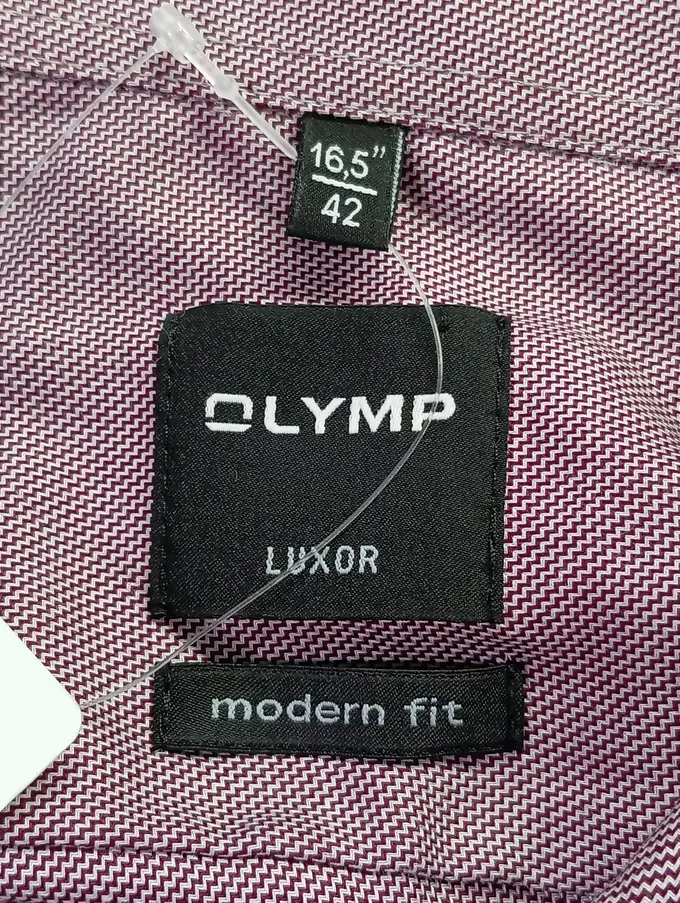 16,5”
42
OLYMP
LUXOR
modern fit